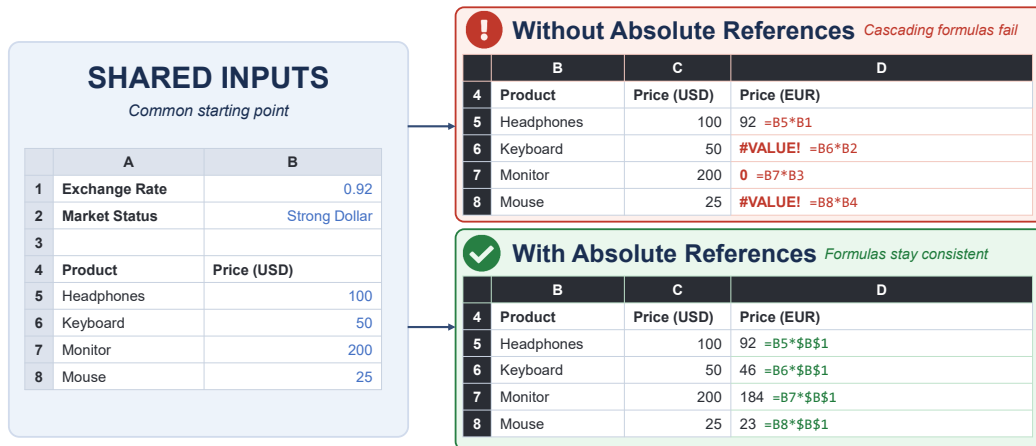 SHARED INPUTS
Common starting point
A B
1 Exchange Rate 0.92
2 Market Status Strong Dollar
3
4 Product Price (USD)
5 Headphones 100
6 Keyboard 50
7 Monitor 200
8 Mouse 25
! Without Absolute References Cascading formulas fail
B C D
4 Product Price (USD) Price (EUR)
5 Headphones 100 92 =B5*B1
6 Keyboard 50 #VALUE! =B6*B2
7 Monitor 200 0 =B7*B3
8 Mouse 25 #VALUE! =B8*B4
With Absolute References Formulas stay consistent
B C D
4 Product Price (USD) Price (EUR)
5 Headphones 100 92 =B5*$B$1
6 Keyboard 50 46 =B6*$B$1
7 Monitor 200 184 =B7*$B$1
8 Mouse 25 23 =B8*$B$1